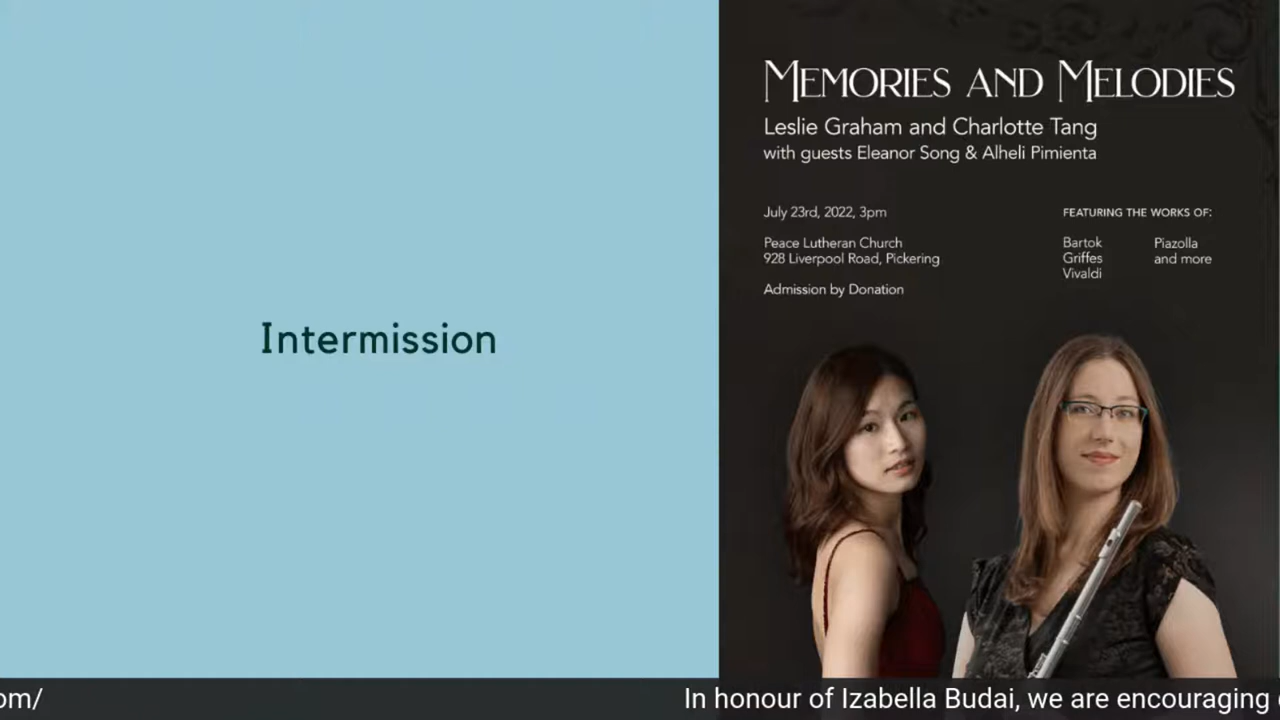 Intermission
MEMORIES AND MELODIES
Leslie Graham and Charlotte Tang
with guests Eleanor Song & Alheli Pimienta
July 23rd, 2022, 3pm
Peace Lutheran Church
928 Liverpool Road, Pickering
Admission by Donation
FEATURING THE WORKS OF:
Bartok
Griffes
Vivaldi
Piazolla
and more
om/
In honour of Izabella Budai, we are encouraging